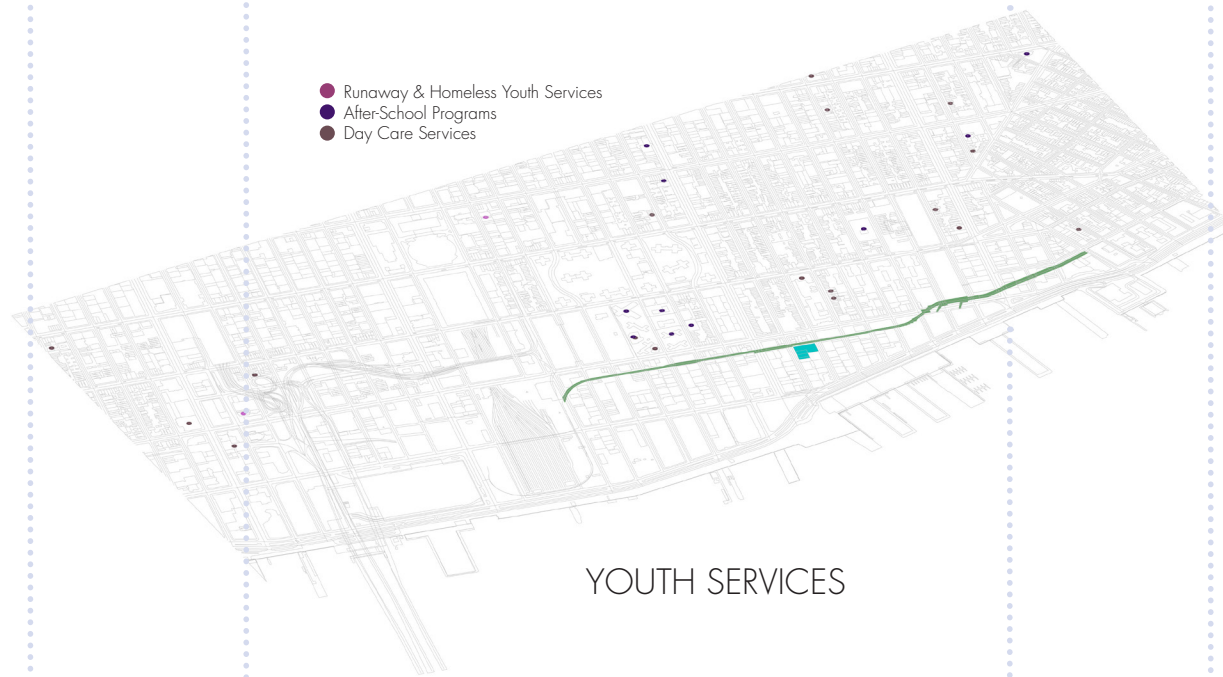 Runaway & Homeless Youth Services
After-School Programs
Day Care Services
YOUTH SERVICES